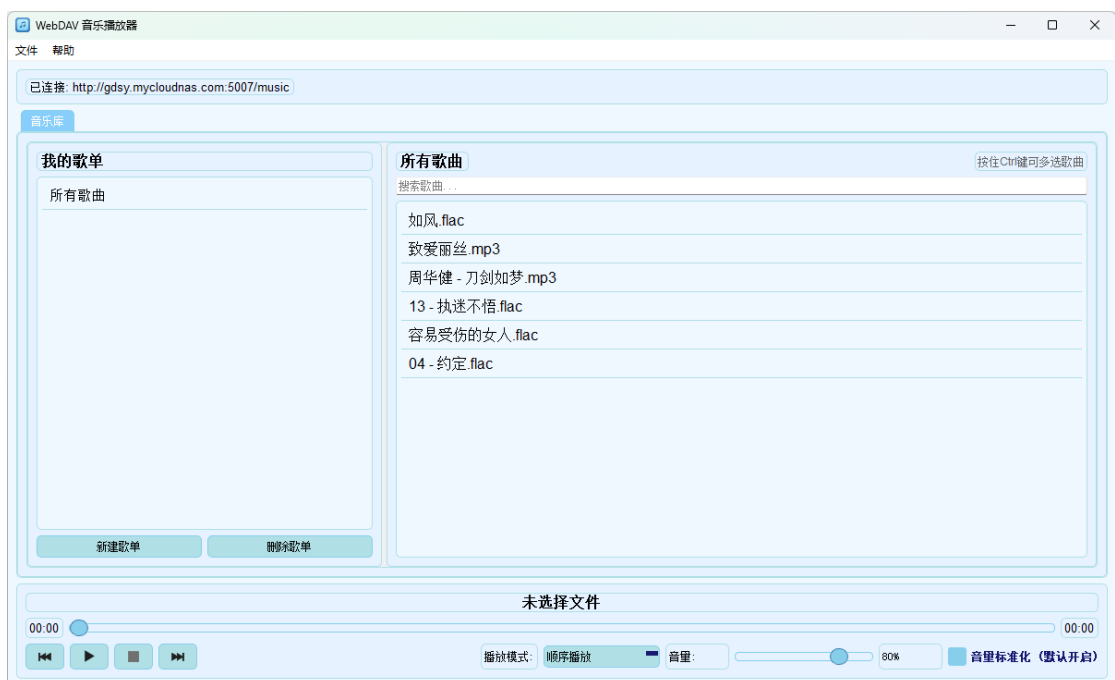 WebDAV 音乐播放器
文件 帮助
已连接: http://gdsy.mycloudnas.com:5007/music
音乐库
我的歌单
所有歌曲
新建歌单 删除歌单
所有歌曲 按住Ctrl键可多选歌曲
搜索歌曲...
如风.flac
致爱丽丝.mp3
周华健 - 刀剑如梦.mp3
13 - 执迷不悟.flac
容易受伤的女人.flac
04 - 约定.flac
未选择文件
00:00 00:00
播放模式: 顺序播放 音量: 80% 音量标准化（默认开启）